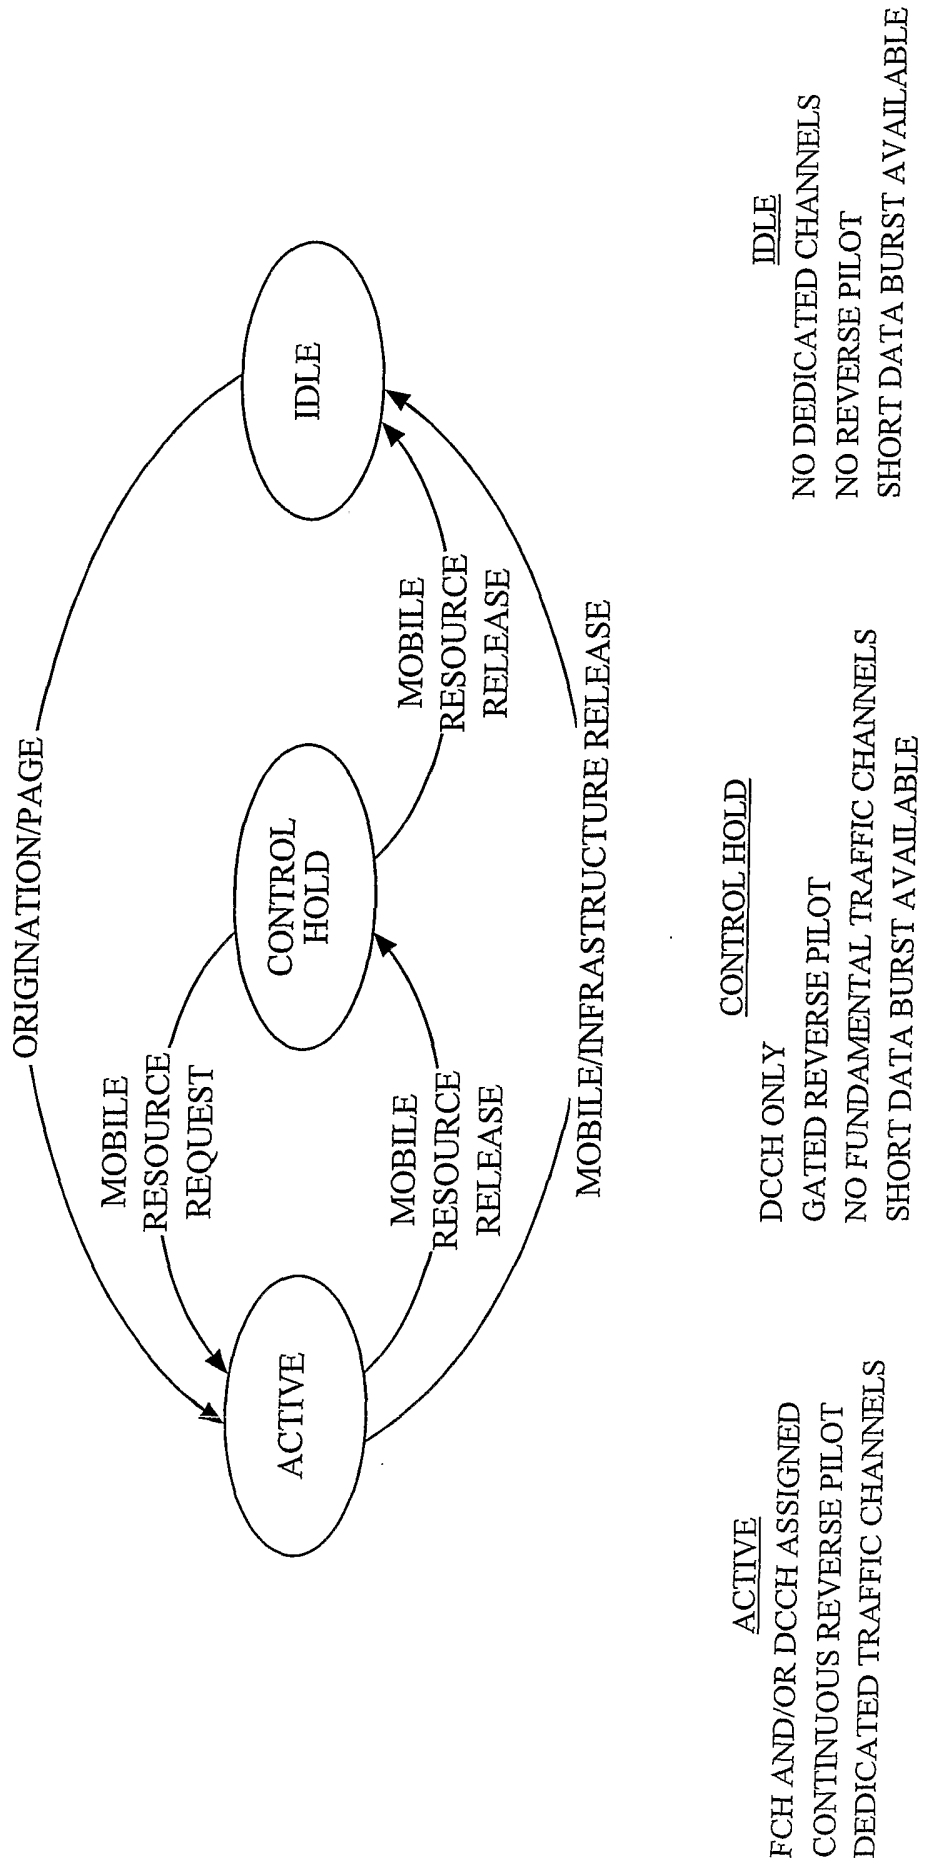 ORIGINATION/PAGE
MOBILE
RESOURCE
REQUEST
ACTIVE
CONTROL
HOLD
IDLE
MOBILE
RESOURCE
RELEASE
MOBILE
RESOURCE
RELEASE
MOBILE/INFRASTRUCTURE RELEASE
ACTIVE
FCH AND/OR DCCH ASSIGNED
CONTINUOUS REVERSE PILOT
DEDICATED TRAFFIC CHANNELS
CONTROL HOLD
DCCH ONLY
GATED REVERSE PILOT
NO FUNDAMENTAL TRAFFIC CHANNELS
SHORT DATA BURST AVAILABLE
IDLE
NO DEDICATED CHANNELS
NO REVERSE PILOT
SHORT DATA BURST AVAILABLE